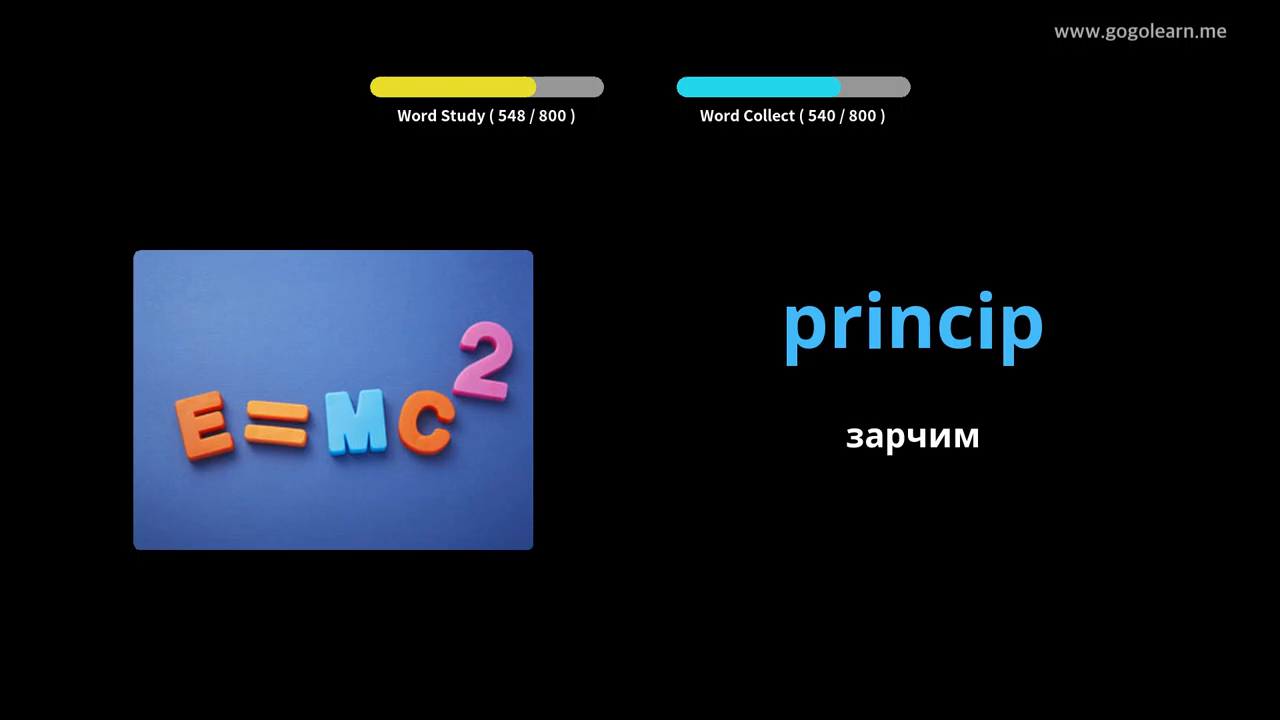 www.gogolearn.me
Word Study ( 548 / 800 )
Word Collect ( 540 / 800 )
E=MC2
princip
зарчим